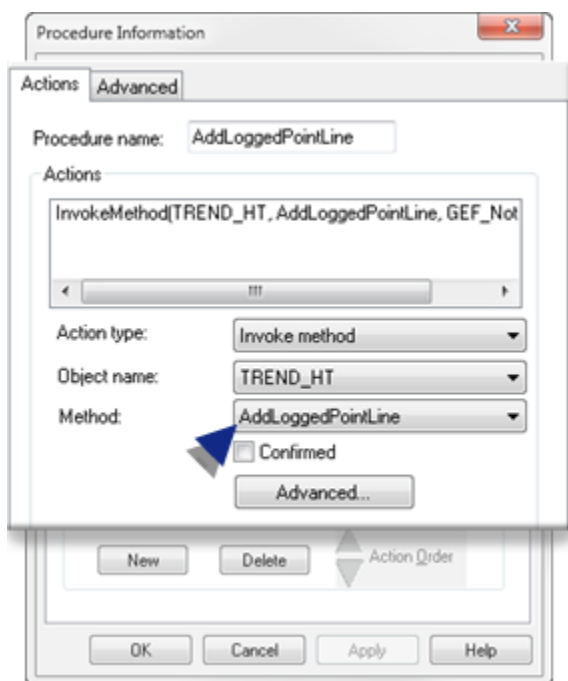 Procedure Information
Actions Advanced
Procedure name: AddLoggedPointLine
Actions
InvokeMethod(TREND_HT, AddLoggedPointLine, GEF_Not
Action type: Invoke method
Object name: TREND_HT
Method: AddLoggedPointLine
Confirmed
Advanced...
New Delete Action Order
OK Cancel Apply Help